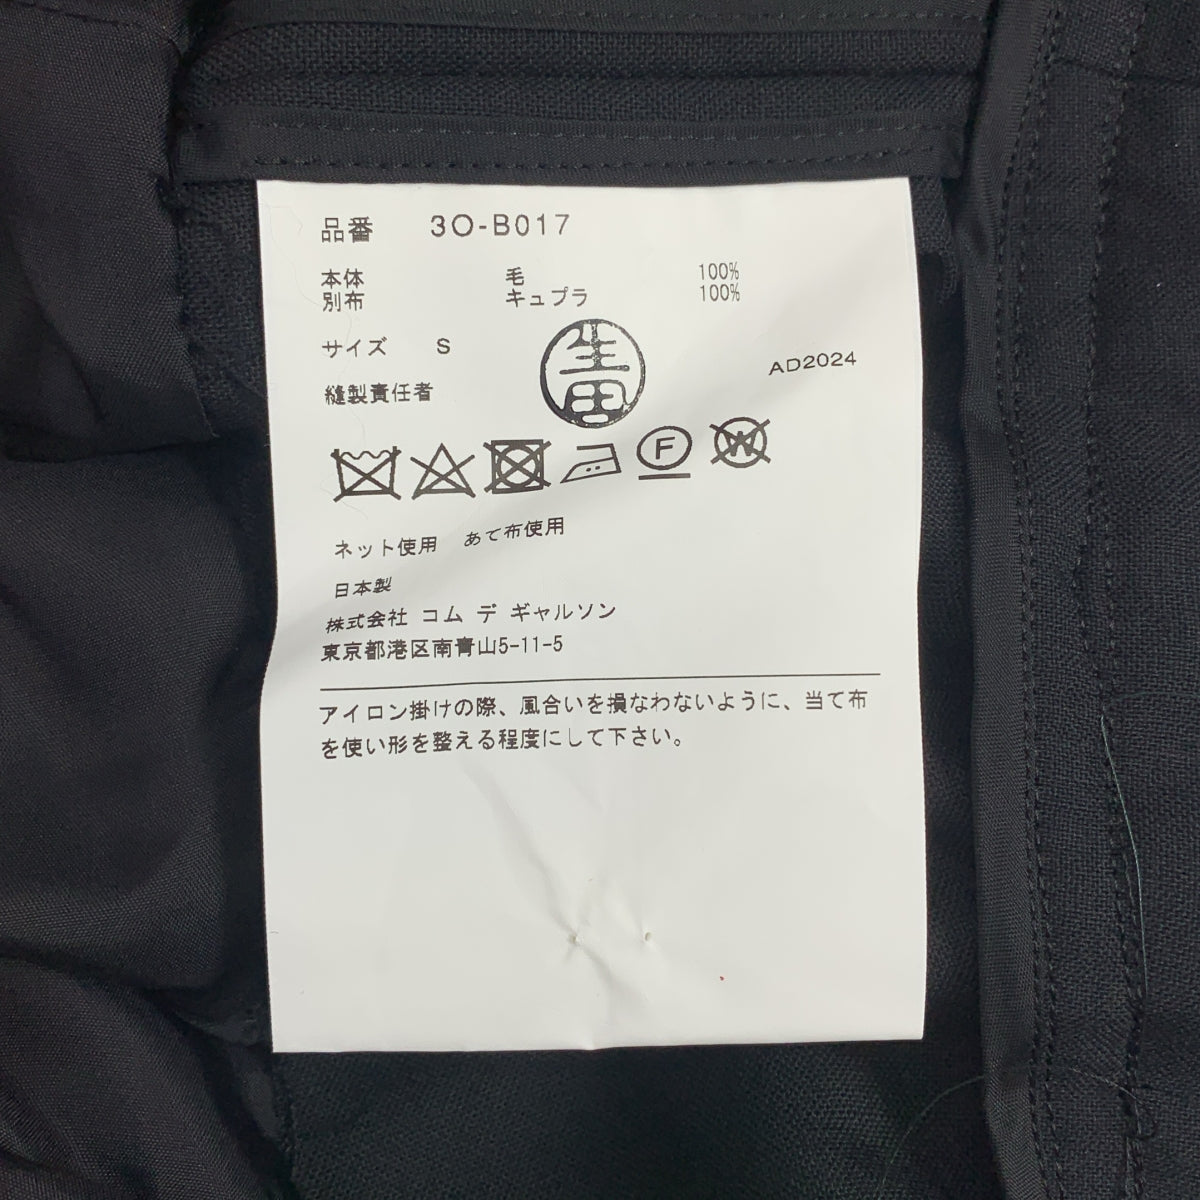 品番 3O-B017
本体 毛 100%
別布 キュプラ 100%
サイズ S
生田
AD2024
縫製責任者
F
W
ネット使用 あて布使用
日本製
株式会社 コム デ ギャルソン
東京都港区南青山5-11-5
アイロン掛けの際、風合いを損なわないように、当て布
を使い形を整える程度にして下さい。